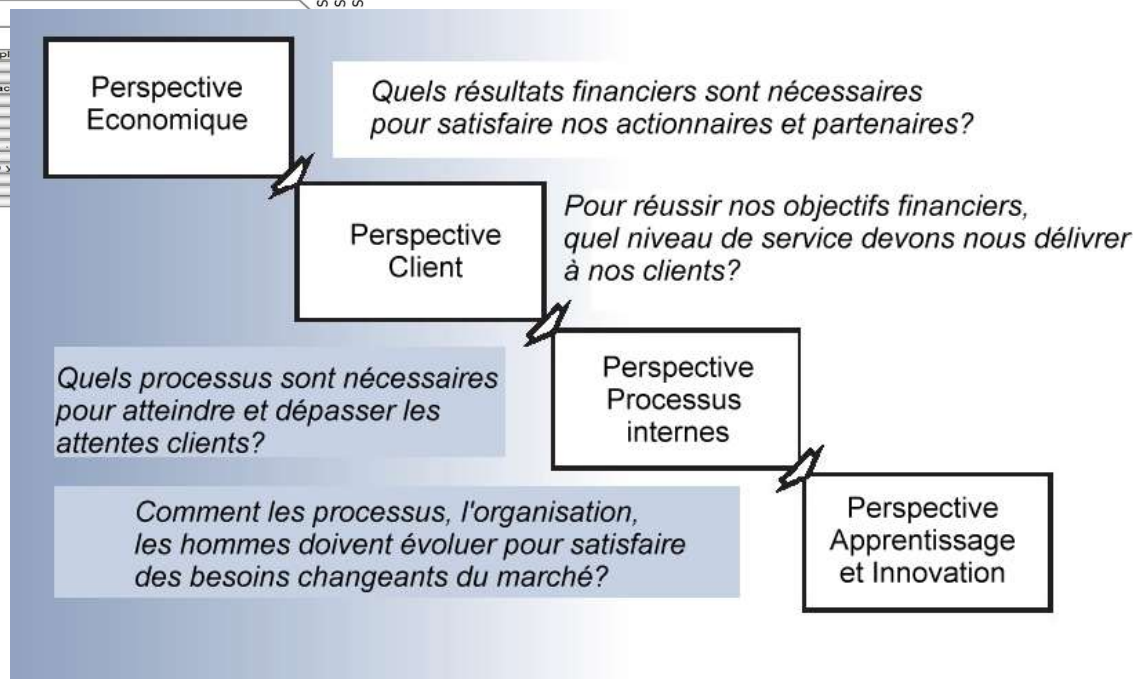 Perspective
Economique
Quels résultats financiers sont nécessaires
pour satisfaire nos actionnaires et partenaires?
Perspective
Client
Pour réussir nos objectifs financiers,
quel niveau de service devons nous délivrer
à nos clients?
Perspective
Processus
internes
Quels processus sont nécessaires
pour atteindre et dépasser les
attentes clients?
Comment les processus, l'organisation,
les hommes doivent évoluer pour satisfaire
des besoins changeants du marché?
Perspective
Apprentissage
et Innovation